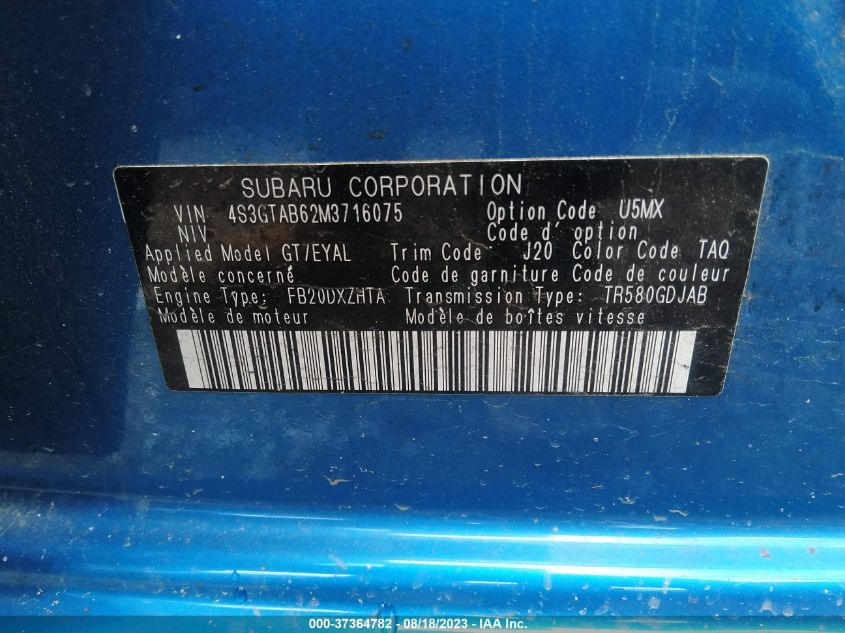 SUBARU CORPORATION
VIN 4S3GTAB62M3716075 Option Code U5MX
NIV Code d'option
Applied Model GT/EYAL Trim Code J20 Color Code TAQ
Modèle concerné Code de garniture Code de couleur
Engine Type: FB20DXZHTA Transmission Type: TR580GDJAB
Modèle de moteur Modèle de boîtes vitesse
000-37364782 - 08/18/2023 - IAA Inc.